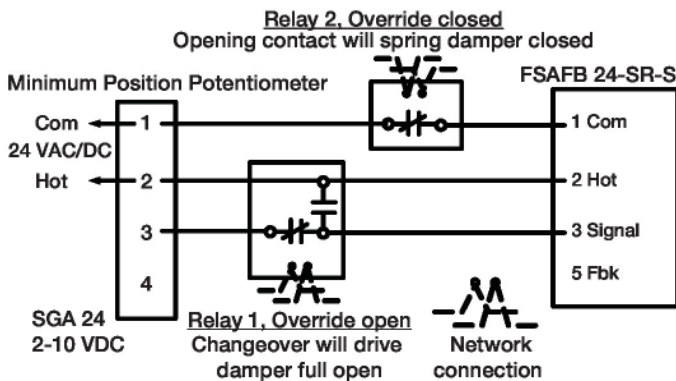 Relay 2, Override closed
Opening contact will spring damper closed
Minimum Position Potentiometer
FSAFB 24-SR-S
Com
1
1 Com
24 VAC/DC
Hot
2
2 Hot
3
3 Signal
4
5 Fbk
SGA 24
2-10 VDC
Relay 1, Override open
Changeover will drive
damper full open
Network
connection